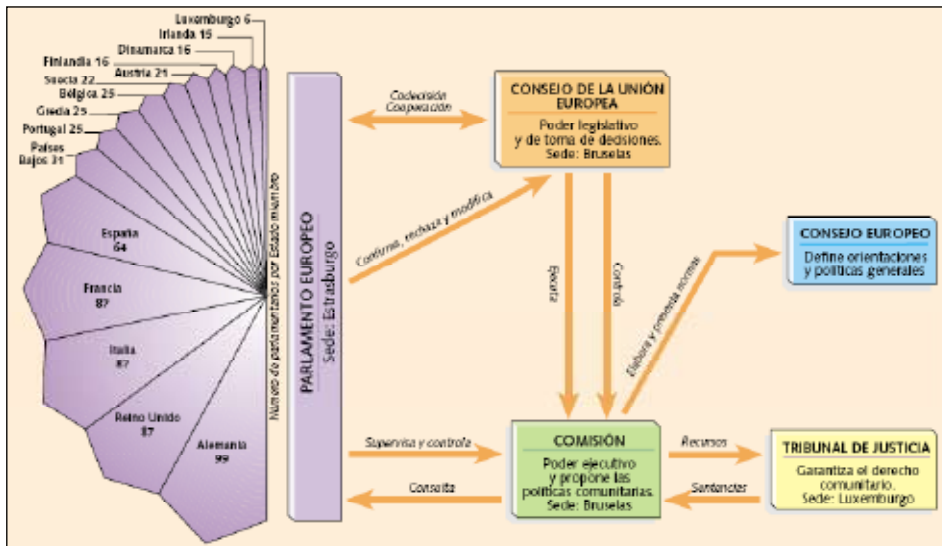 Luxemburgo 6
Irlanda 15
Dinamarca 16
Finlandia 16
Austria 21
Suecia 22
Bélgica 25
Grecia 25
Portugal 25
Países
Bajos 31
España
64
Francia
87
Italia
87
Reino Unido
87
Alemania
99
Número de parlamentarios por Estado miembro
PARLAMENTO EUROPEO
Sede: Estrasburgo
Codecisión
Cooperación
Confirma, rechaza y modifica
CONSEJO DE LA UNIÓN
EUROPEA
Poder legislativo
y de toma de decisiones.
Sede: Bruselas
Ejecuta
Controla
Elabora y presenta normas
CONSEJO EUROPEO
Define orientaciones
y políticas generales
Supervisa y controla
Consulta
COMISIÓN
Poder ejecutivo
y propone las
políticas comunitarias.
Sede: Bruselas
Recursos
Sentencias
TRIBUNAL DE JUSTICIA
Garantiza el derecho
comunitario.
Sede: Luxemburgo